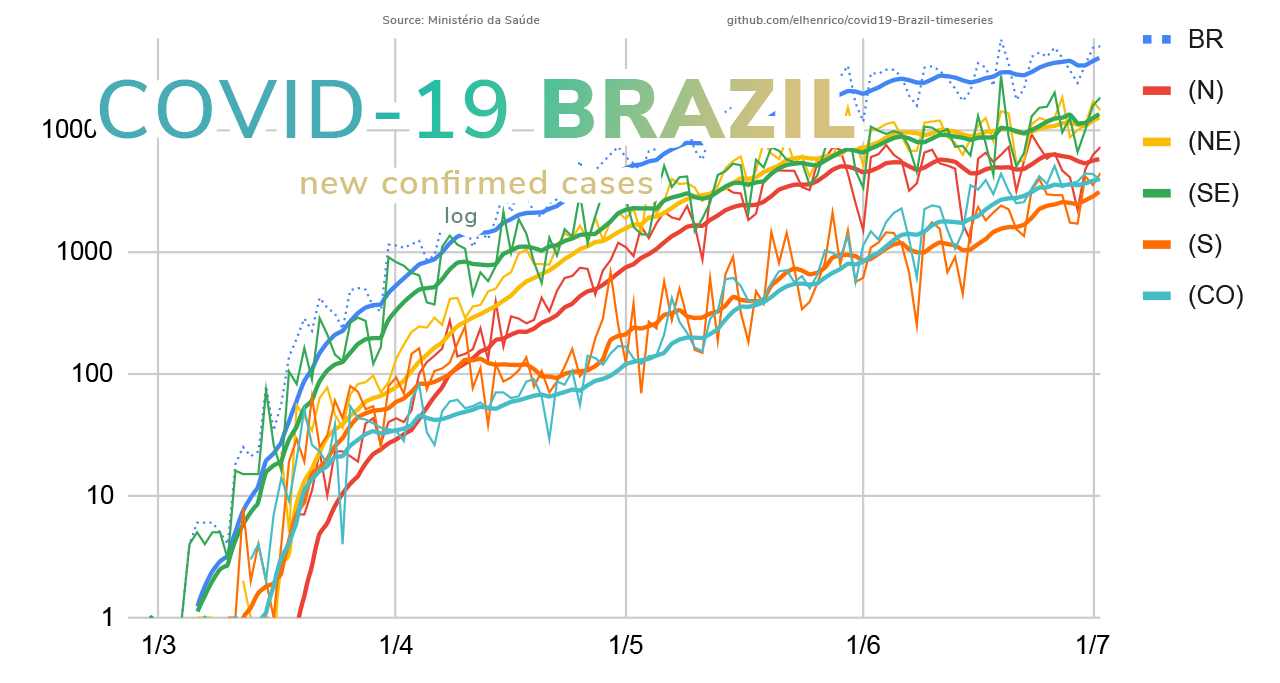 Source: Ministério da Saúde
github.com/elhenrico/covid19-Brazil-timeseries
COVID-19 BRAZIL
new confirmed cases
log
1000
1000
100
10
1
1/3
1/4
1/5
1/6
1/7
BR
(N)
(NE)
(SE)
(S)
(CO)